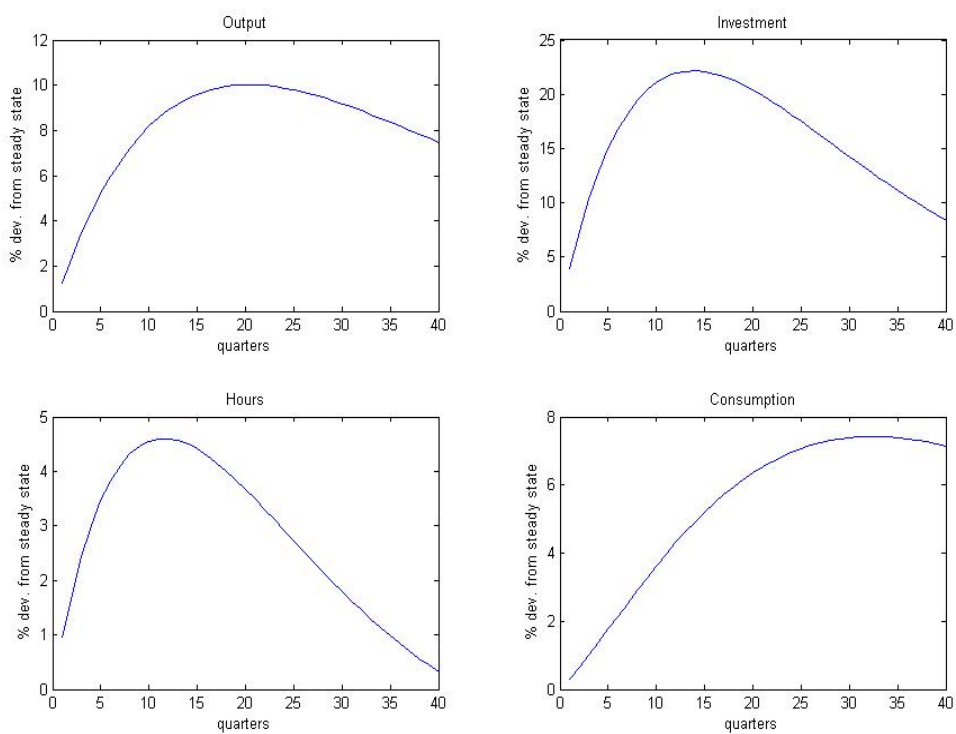 Output
12
10
8
6
4
2
0
% dev. from steady state
0 5 10 15 20 25 30 35 40
quarters
Investment
25
20
15
10
5
0
% dev. from steady state
0 5 10 15 20 25 30 35 40
quarters
Hours
5
4
3
2
1
0
% dev. from steady state
0 5 10 15 20 25 30 35 40
quarters
Consumption
8
6
4
2
0
% dev. from steady state
0 5 10 15 20 25 30 35 40
quarters